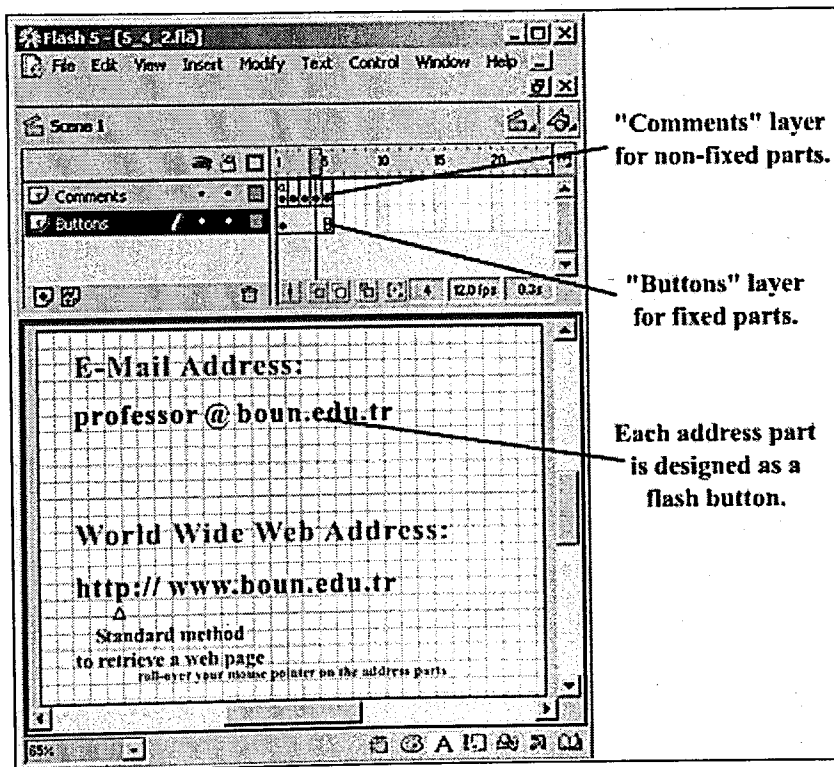 Flash 5 - [5_4_2.fla]
File Edit View Insert Modify Text Control Window Help
Scene 1
1 5 10 15 20
Comments
Buttons
4 12.0 fps 0.3s
E-Mail Address:
professor @ boun.edu.tr
World Wide Web Address:
http:// www.boun.edu.tr
Standard method
to retrieve a web page
roll-over your mouse pointer on the address parts
65%
"Comments" layer
for non-fixed parts.
"Buttons" layer
for fixed parts.
Each address part
is designed as a
flash button.